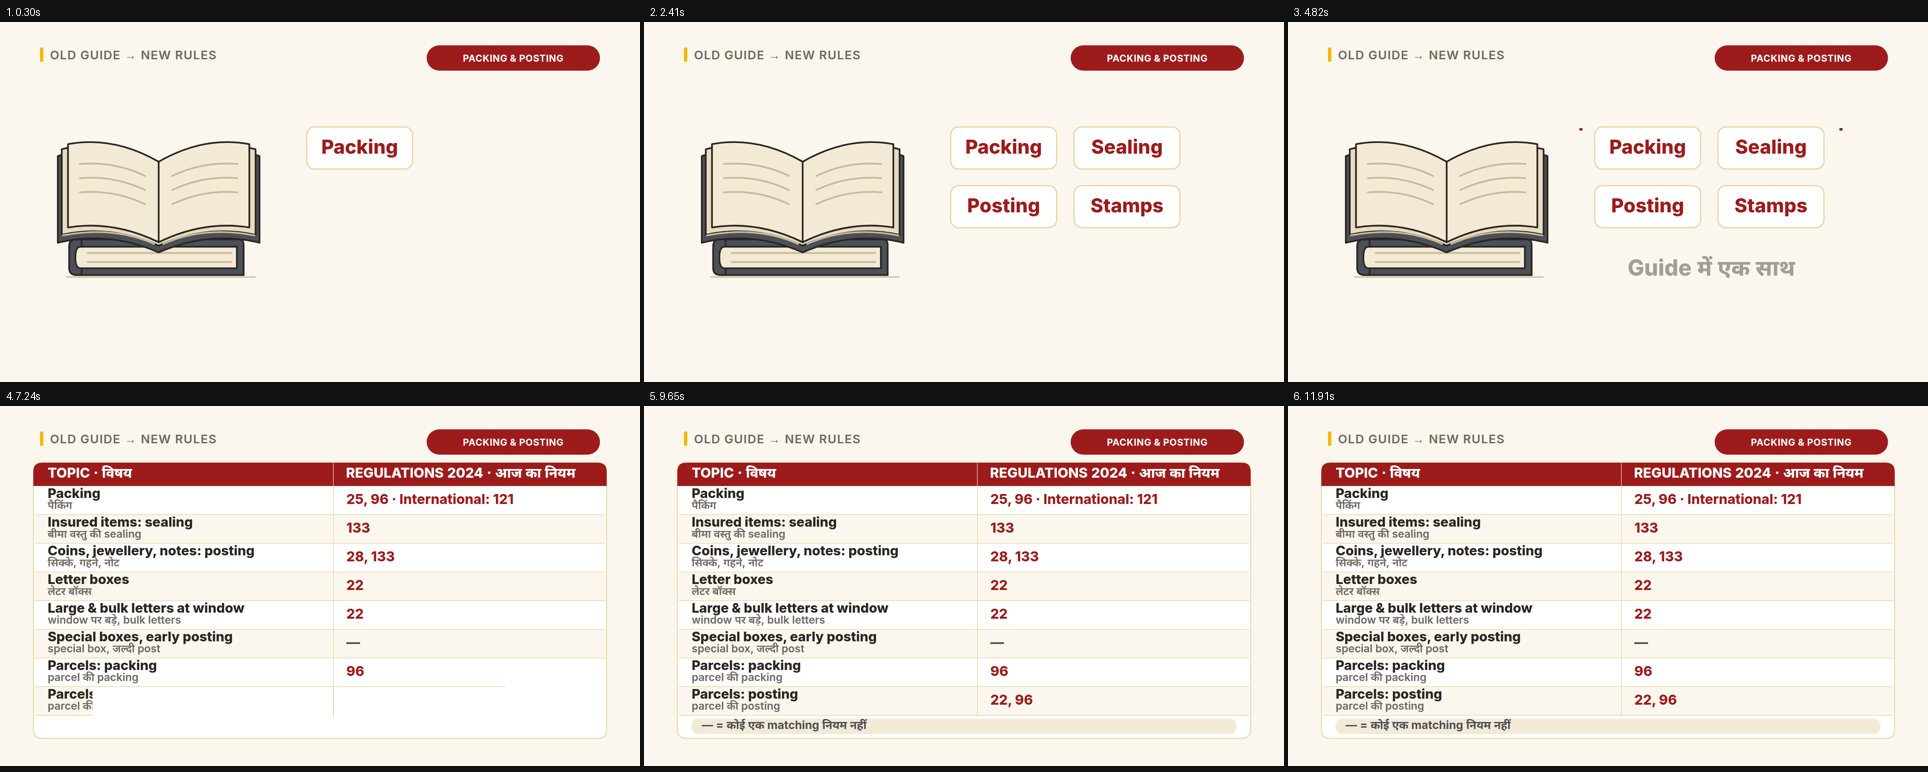 1. 0.30s
OLD GUIDE → NEW RULES
PACKING & POSTING
Packing
2. 2.41s
OLD GUIDE → NEW RULES
PACKING & POSTING
Packing
Sealing
Posting
Stamps
3. 4.82s
OLD GUIDE → NEW RULES
PACKING & POSTING
Packing
Sealing
Posting
Stamps
Guide में एक साथ
4. 7.24s
OLD GUIDE → NEW RULES
PACKING & POSTING
TOPIC · विषय
REGULATIONS 2024 · आज का नियम
Packing
पैकिंग
25, 96 · International: 121
Insured items: sealing
बीमा वस्तु की sealing
133
Coins, jewellery, notes: posting
सिक्के, गहने, नोट
28, 133
Letter boxes
लेटर बॉक्स
22
Large & bulk letters at window
window पर बड़े, bulk letters
22
Special boxes, early posting
special box, जल्दी post
—
Parcels: packing
parcel की packing
96
Parcels
parcel की
5. 9.65s
OLD GUIDE → NEW RULES
PACKING & POSTING
TOPIC · विषय
REGULATIONS 2024 · आज का नियम
Packing
पैकिंग
25, 96 · International: 121
Insured items: sealing
बीमा वस्तु की sealing
133
Coins, jewellery, notes: posting
सिक्के, गहने, नोट
28, 133
Letter boxes
लेटर बॉक्स
22
Large & bulk letters at window
window पर बड़े, bulk letters
22
Special boxes, early posting
special box, जल्दी post
—
Parcels: packing
parcel की packing
96
Parcels: posting
parcel की posting
22, 96
— = कोई एक matching नियम नहीं
6. 11.91s
OLD GUIDE → NEW RULES
PACKING & POSTING
TOPIC · विषय
REGULATIONS 2024 · आज का नियम
Packing
पैकिंग
25, 96 · International: 121
Insured items: sealing
बीमा वस्तु की sealing
133
Coins, jewellery, notes: posting
सिक्के, गहने, नोट
28, 133
Letter boxes
लेटर बॉक्स
22
Large & bulk letters at window
window पर बड़े, bulk letters
22
Special boxes, early posting
special box, जल्दी post
—
Parcels: packing
parcel की packing
96
Parcels: posting
parcel की posting
22, 96
— = कोई एक matching नियम नहीं